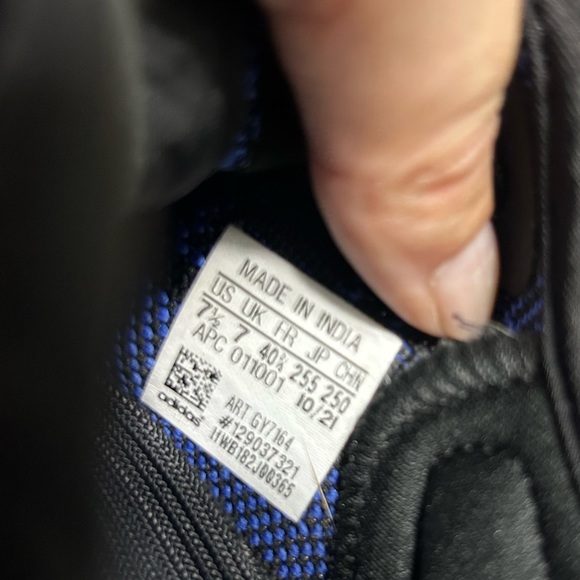 MADE IN INDIA
US UK FR JP CHN
7½ 7 40⅔ 255 250
APC 011001 10/21
ART GY7164
#129037321
11WB182JDQ365
adidas